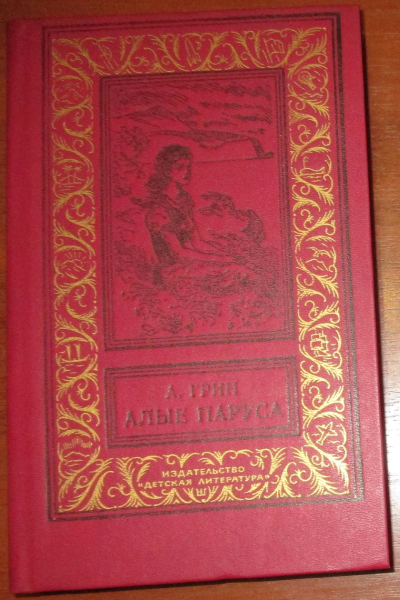 А. ГРИН
АЛЫЕ ПАРУСА
ИЗДАТЕЛЬСТВО
"ДЕТСКАЯ ЛИТЕРАТУРА"